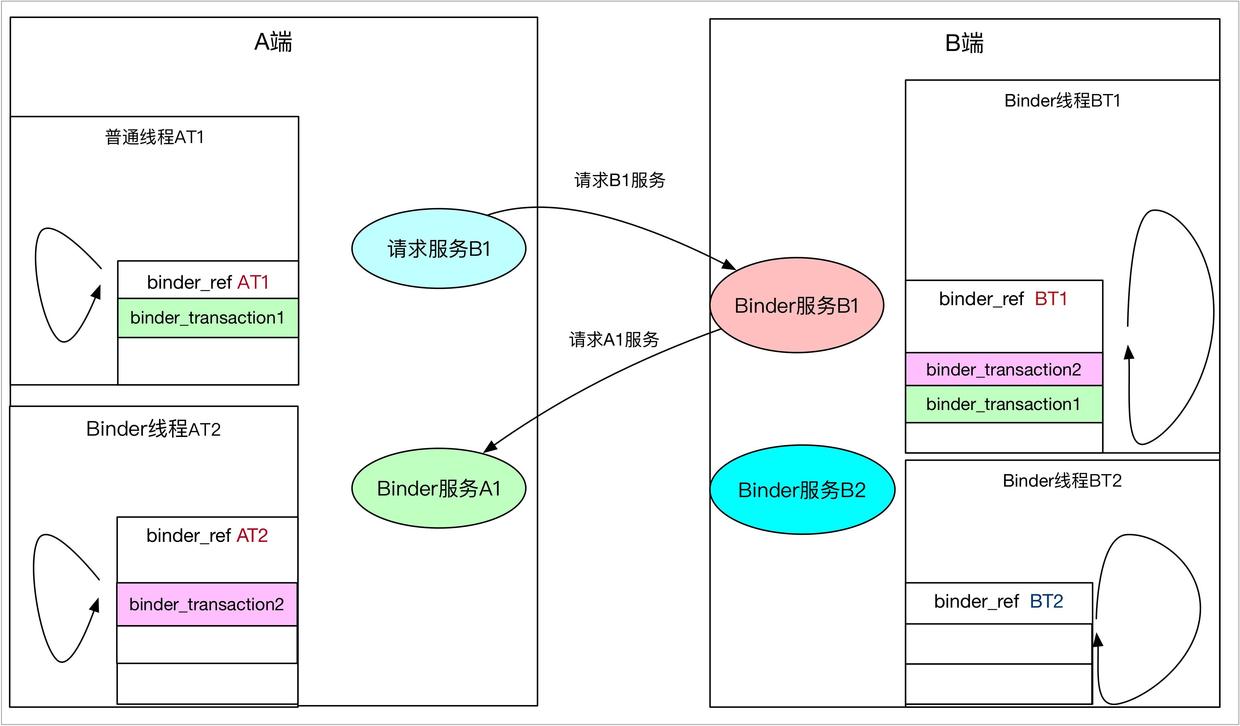 A端
普通线程AT1
binder_ref AT1
binder_transaction1
Binder线程AT2
binder_ref AT2
binder_transaction2
请求服务B1
Binder服务A1
请求B1服务
请求A1服务
B端
Binder服务B1
Binder服务B2
Binder线程BT1
binder_ref BT1
binder_transaction2
binder_transaction1
Binder线程BT2
binder_ref BT2